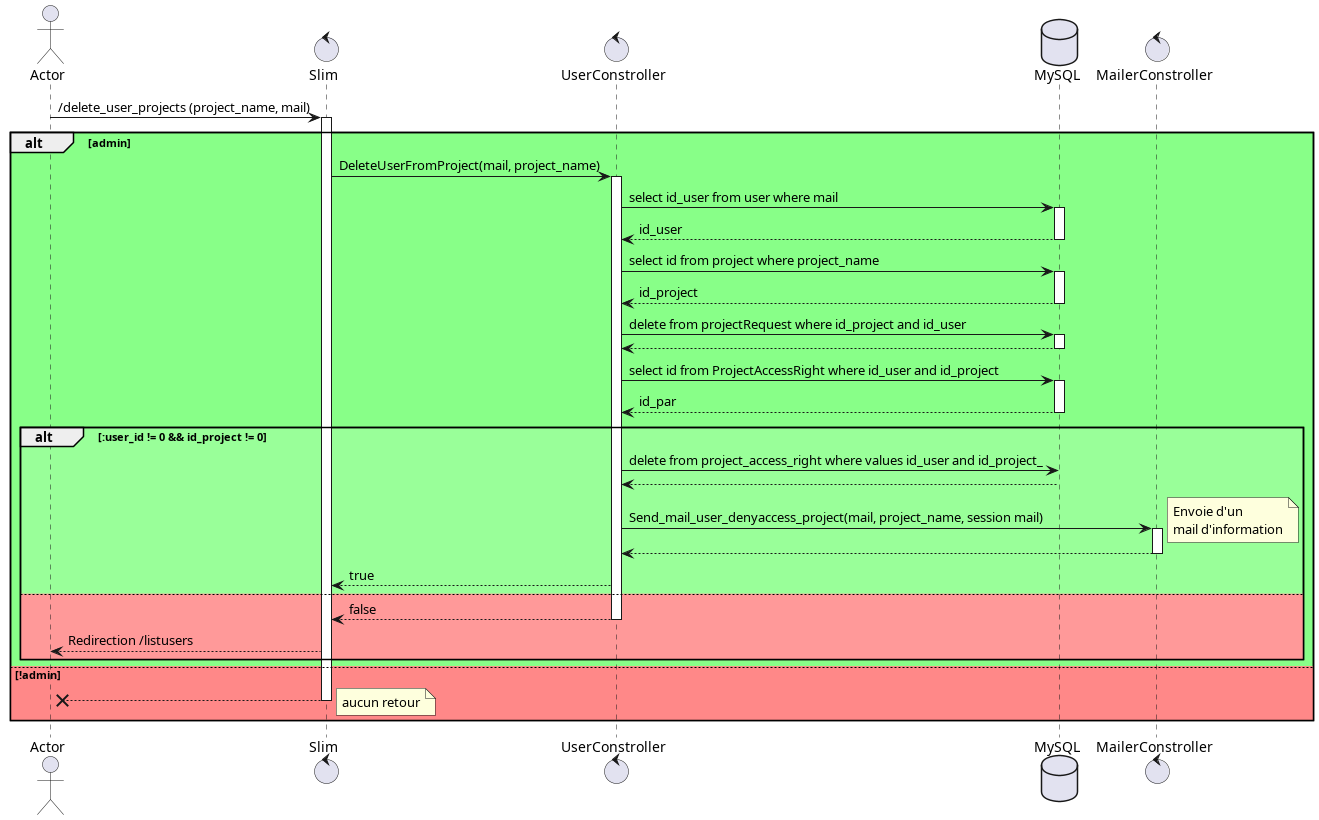 Actor
Slim
UserConstroller
MySQL
MailerConstroller
/delete_user_projects (project_name, mail)
alt [admin]
DeleteUserFromProject(mail, project_name)
select id_user from user where mail
id_user
select id from project where project_name
id_project
delete from projectRequest where id_project and id_user
select id from ProjectAccessRight where id_user and id_project
id_par
alt [:user_id != 0 && id_project != 0]
delete from project_access_right where values id_user and id_project_
Send_mail_user_denyaccess_project(mail, project_name, session mail)
Envoie d'un
mail d'information
true
false
Redirection /listusers
[!admin]
aucun retour
Actor
Slim
UserConstroller
MySQL
MailerConstroller